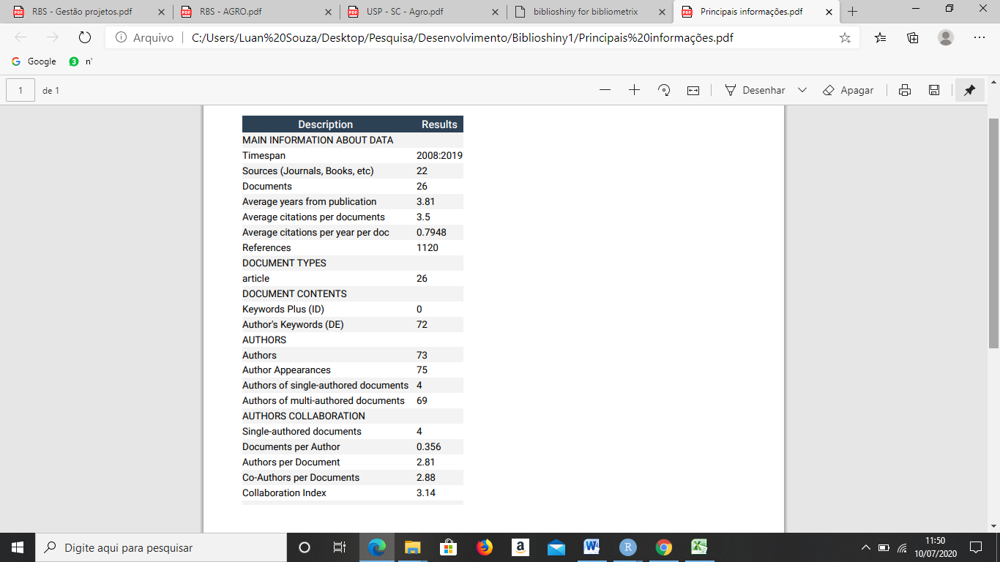 RBS - Gestão projetos.pdf
RBS - AGRO.pdf
USP - SC - Agro.pdf
biblioshiny for bibliometrix
Principais informações.pdf
Arquivo
C:/Users/Luan%20Souza/Desktop/Pesquisa/Desenvolvimento/Biblioshiny1/Principais%20informações.pdf
Google
3 n'
1 de 1
Desenhar
Apagar
Description Results
MAIN INFORMATION ABOUT DATA
Timespan 2008:2019
Sources (Journals, Books, etc) 22
Documents 26
Average years from publication 3.81
Average citations per documents 3.5
Average citations per year per doc 0.7948
References 1120
DOCUMENT TYPES
article 26
DOCUMENT CONTENTS
Keywords Plus (ID) 0
Author's Keywords (DE) 72
AUTHORS
Authors 73
Author Appearances 75
Authors of single-authored documents 4
Authors of multi-authored documents 69
AUTHORS COLLABORATION
Single-authored documents 4
Documents per Author 0.356
Authors per Document 2.81
Co-Authors per Documents 2.88
Collaboration Index 3.14
Digite aqui para pesquisar
11:50
10/07/2020